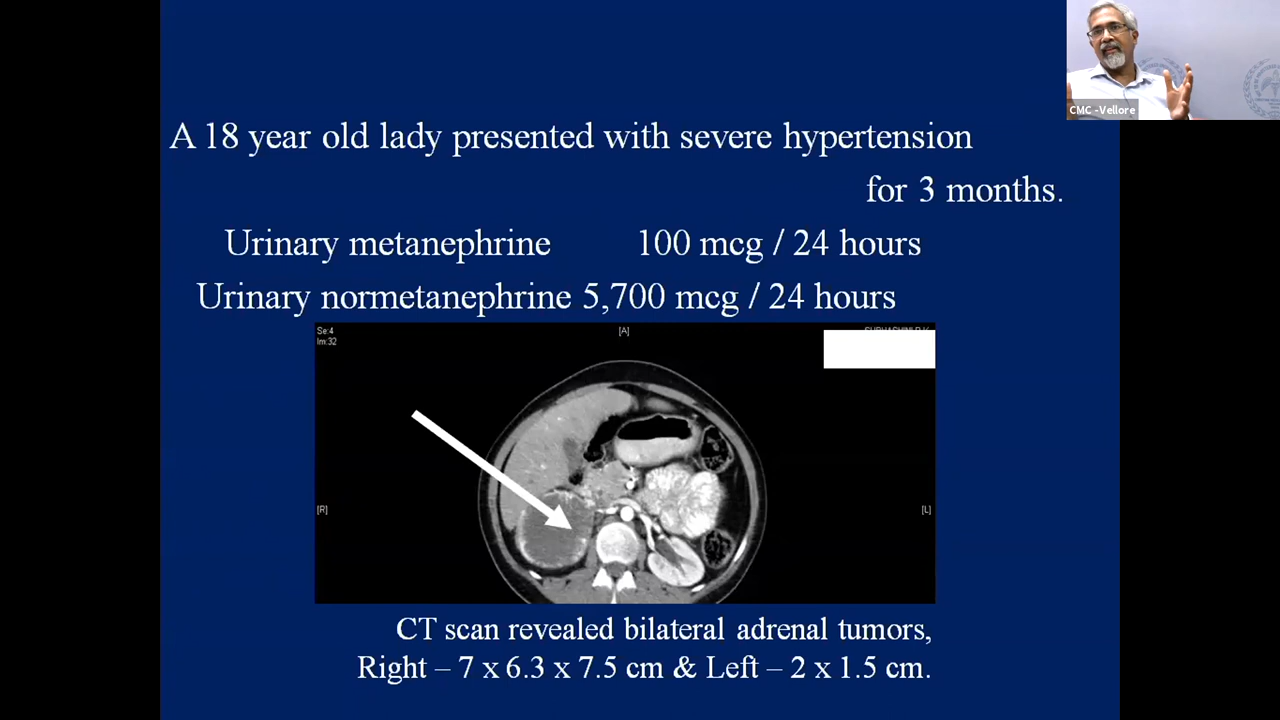 CMC -Vellore
A 18 year old lady presented with severe hypertension
for 3 months.
Urinary metanephrine 100 mcg / 24 hours
Urinary normetanephrine 5,700 mcg / 24 hours
Se:4
Im:32
[A]
[R]
[L]
CT scan revealed bilateral adrenal tumors,
Right – 7 x 6.3 x 7.5 cm & Left – 2 x 1.5 cm.